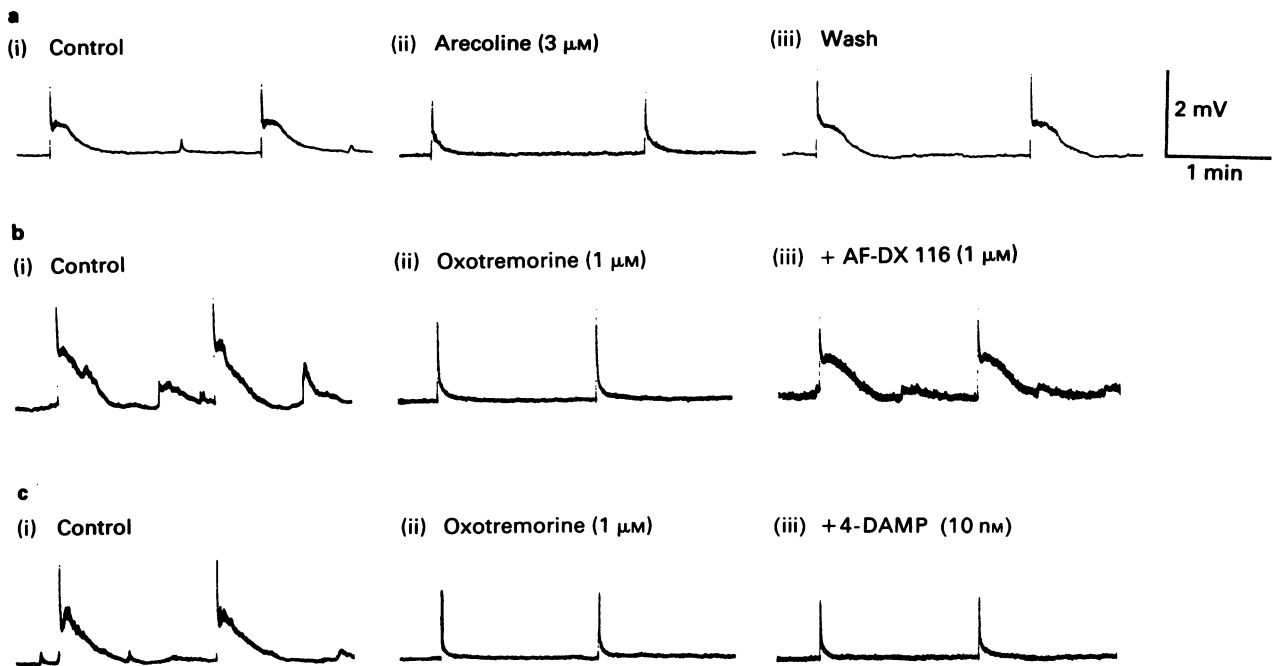 a
(i) Control
(ii) Arecoline (3 μM)
(iii) Wash
2 mV
1 min
b
(i) Control
(ii) Oxotremorine (1 μM)
(iii) + AF-DX 116 (1 μM)
c
(i) Control
(ii) Oxotremorine (1 μM)
(iii) +4-DAMP (10 nM)